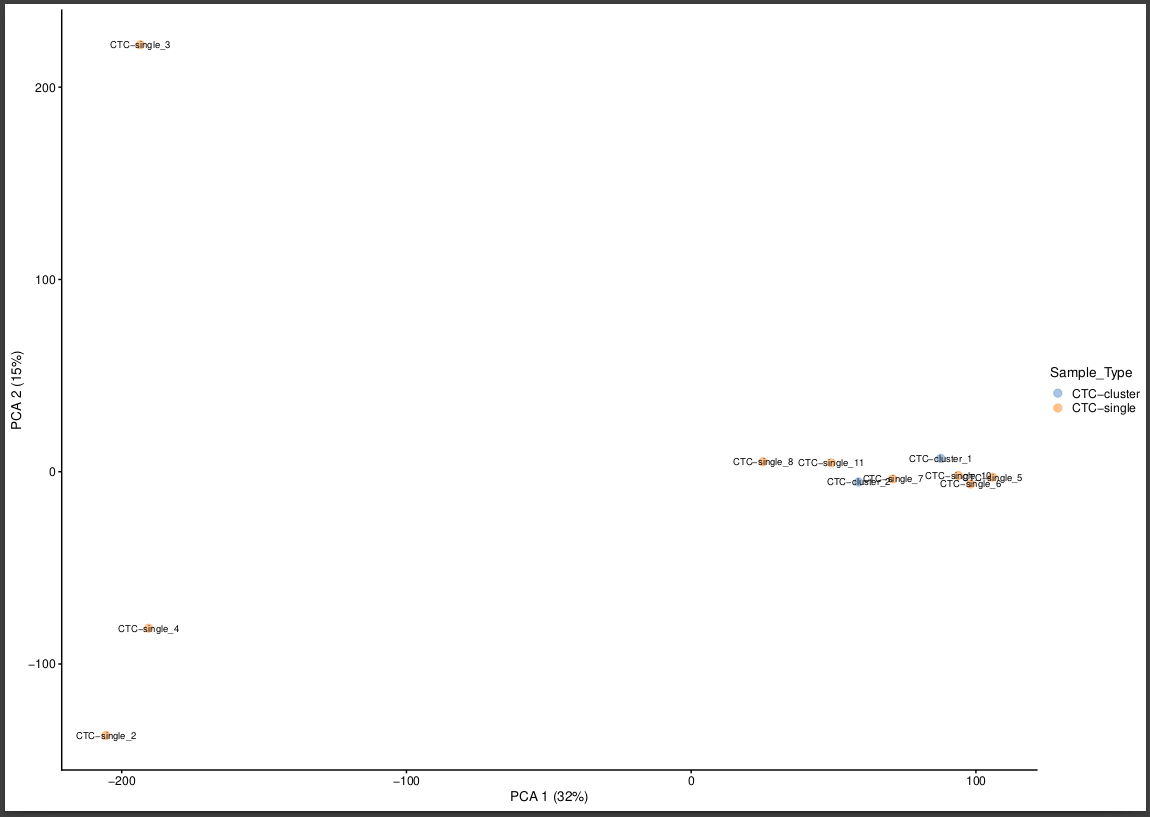 CTC−single_3
200
100
PCA 2 (15%)
Sample_Type
CTC−cluster
CTC−single
CTC−cluster_1
CTC−single_8
CTC−single_11
0
CTC−single_10
CTC−single_5
CTC−cluster_2
CTC−single_7
CTC−single_6
CTC−single_4
−100
CTC−single_2
−200
−100
0
100
PCA 1 (32%)